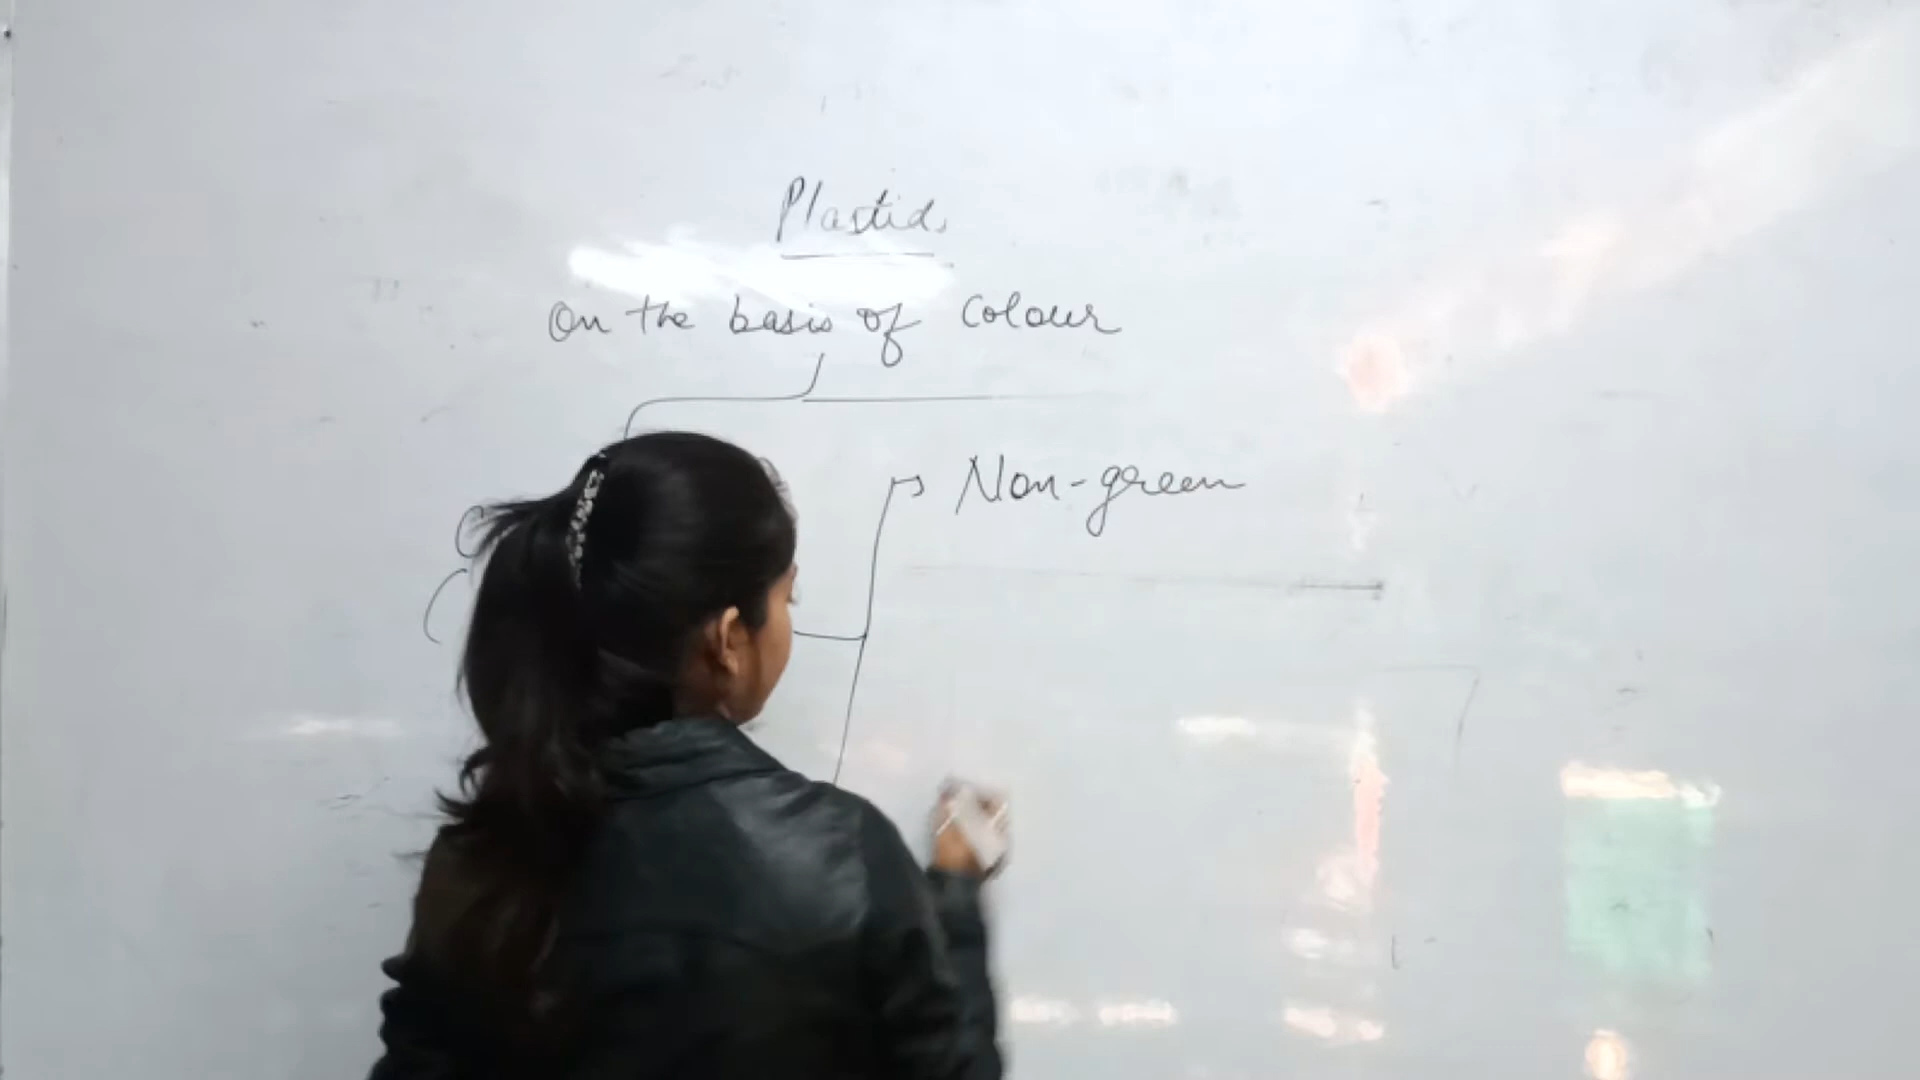 Plastids
On the basis of Colour
Non-green